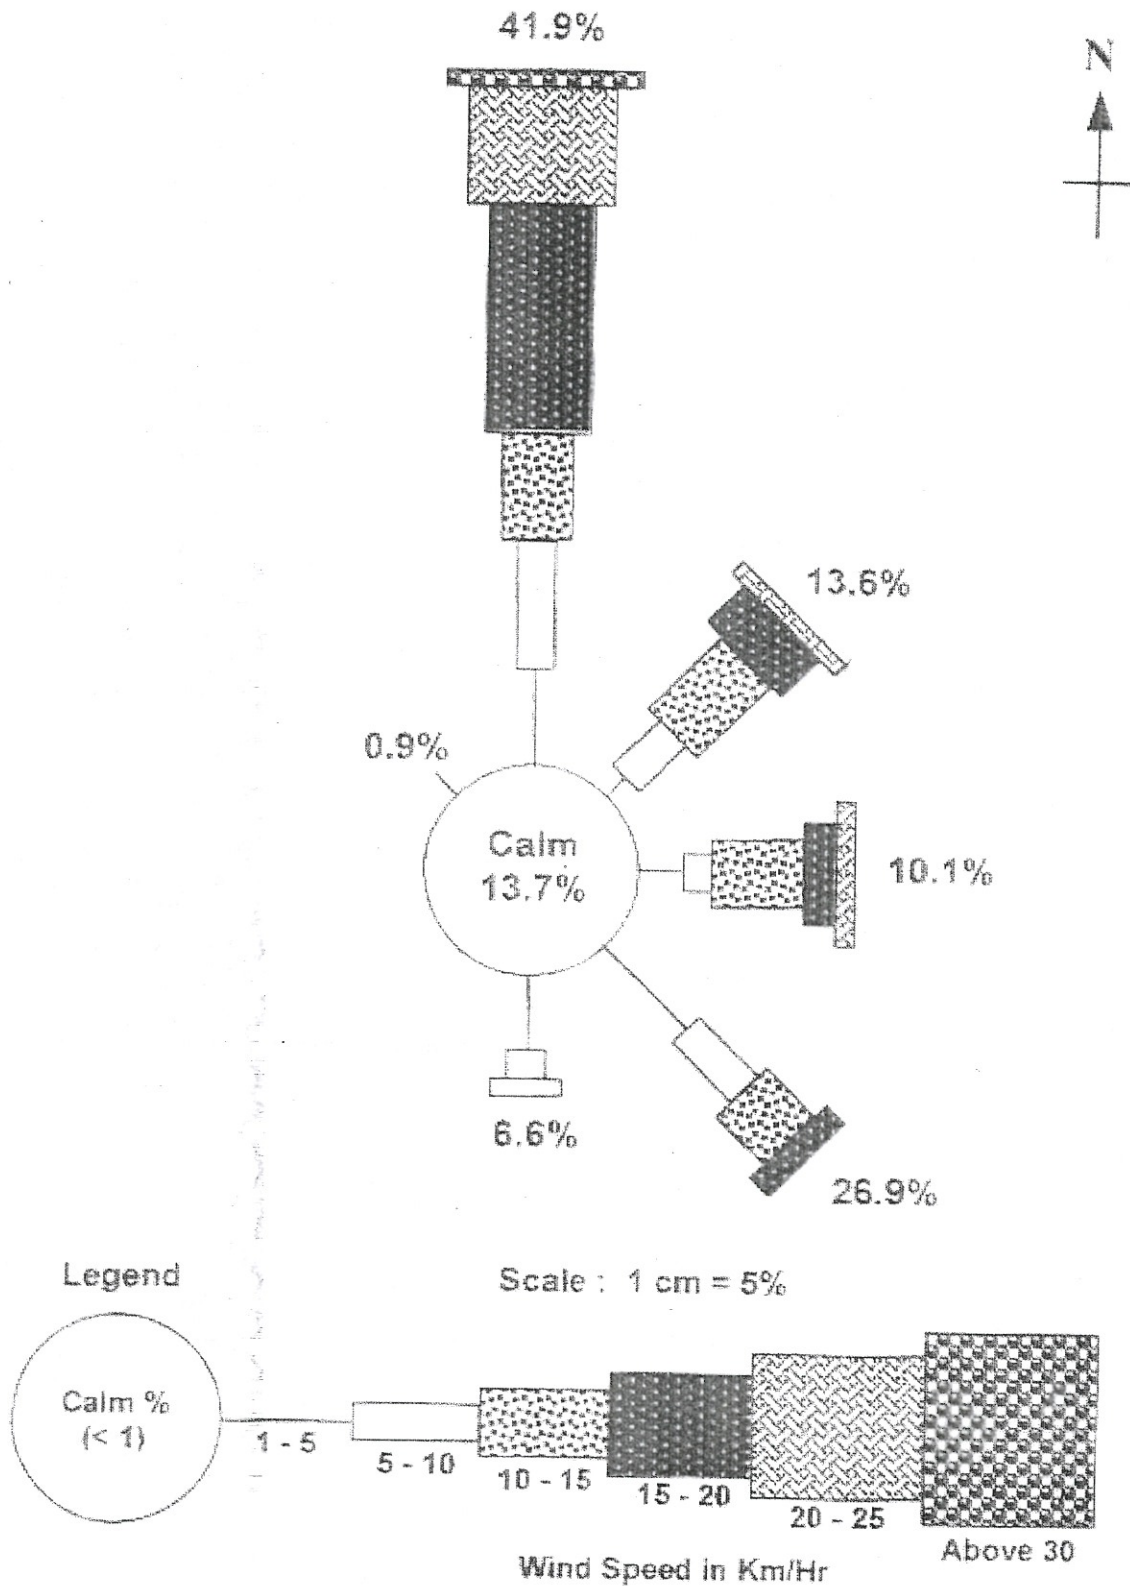 41.9%
N
13.6%
0.9%
Calm
13.7%
10.1%
6.6%
26.9%
Legend
Scale : 1 cm = 5%
Calm %
(< 1)
1 - 5
5 - 10
10 - 15
15 - 20
20 - 25
Above 30
Wind Speed in Km/Hr